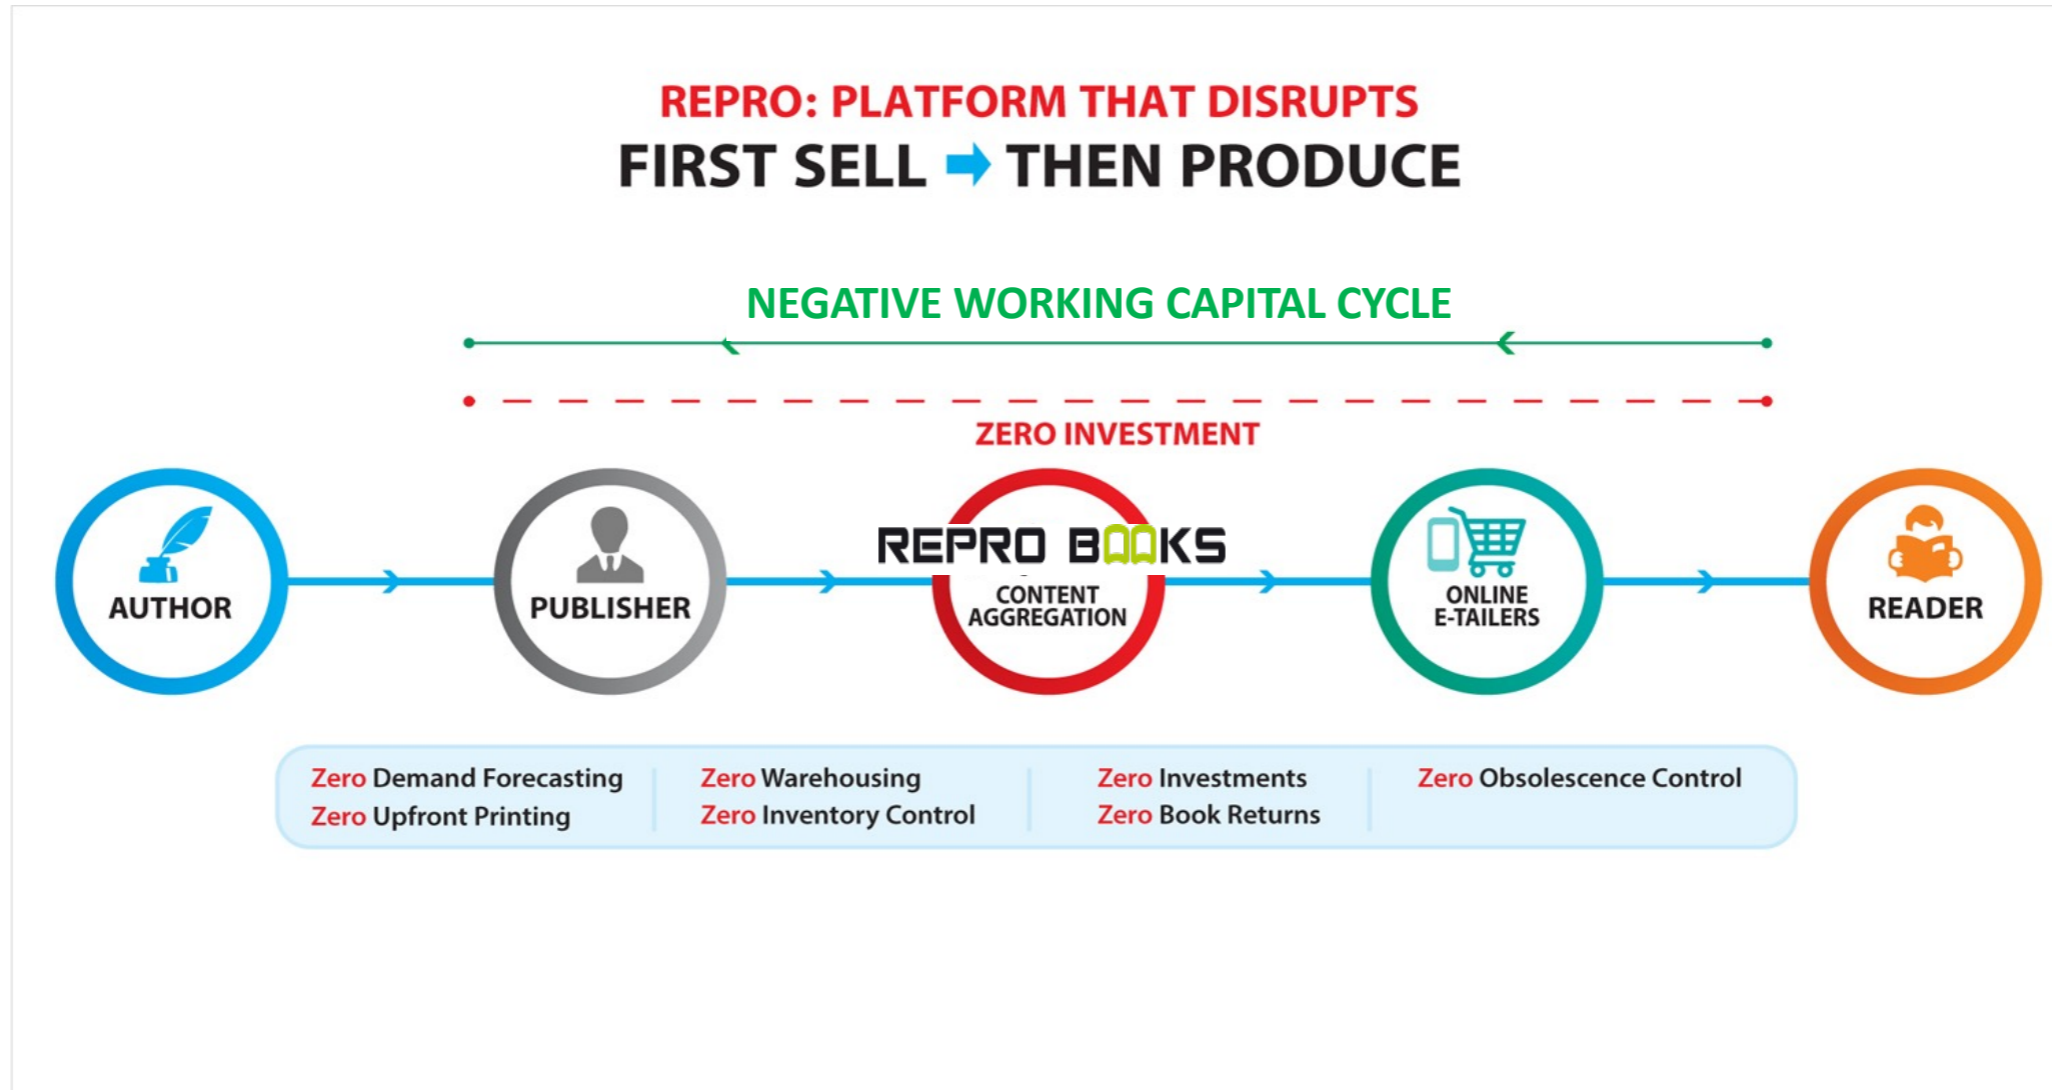 REPRO: PLATFORM THAT DISRUPTS
FIRST SELL THEN PRODUCE
NEGATIVE WORKING CAPITAL CYCLE
ZERO INVESTMENT
AUTHOR
PUBLISHER
REPRO BOOKS
CONTENT
AGGREGATION
ONLINE
E-TAILERS
READER
Zero Demand Forecasting
Zero Upfront Printing
Zero Warehousing
Zero Inventory Control
Zero Investments
Zero Book Returns
Zero Obsolescence Control